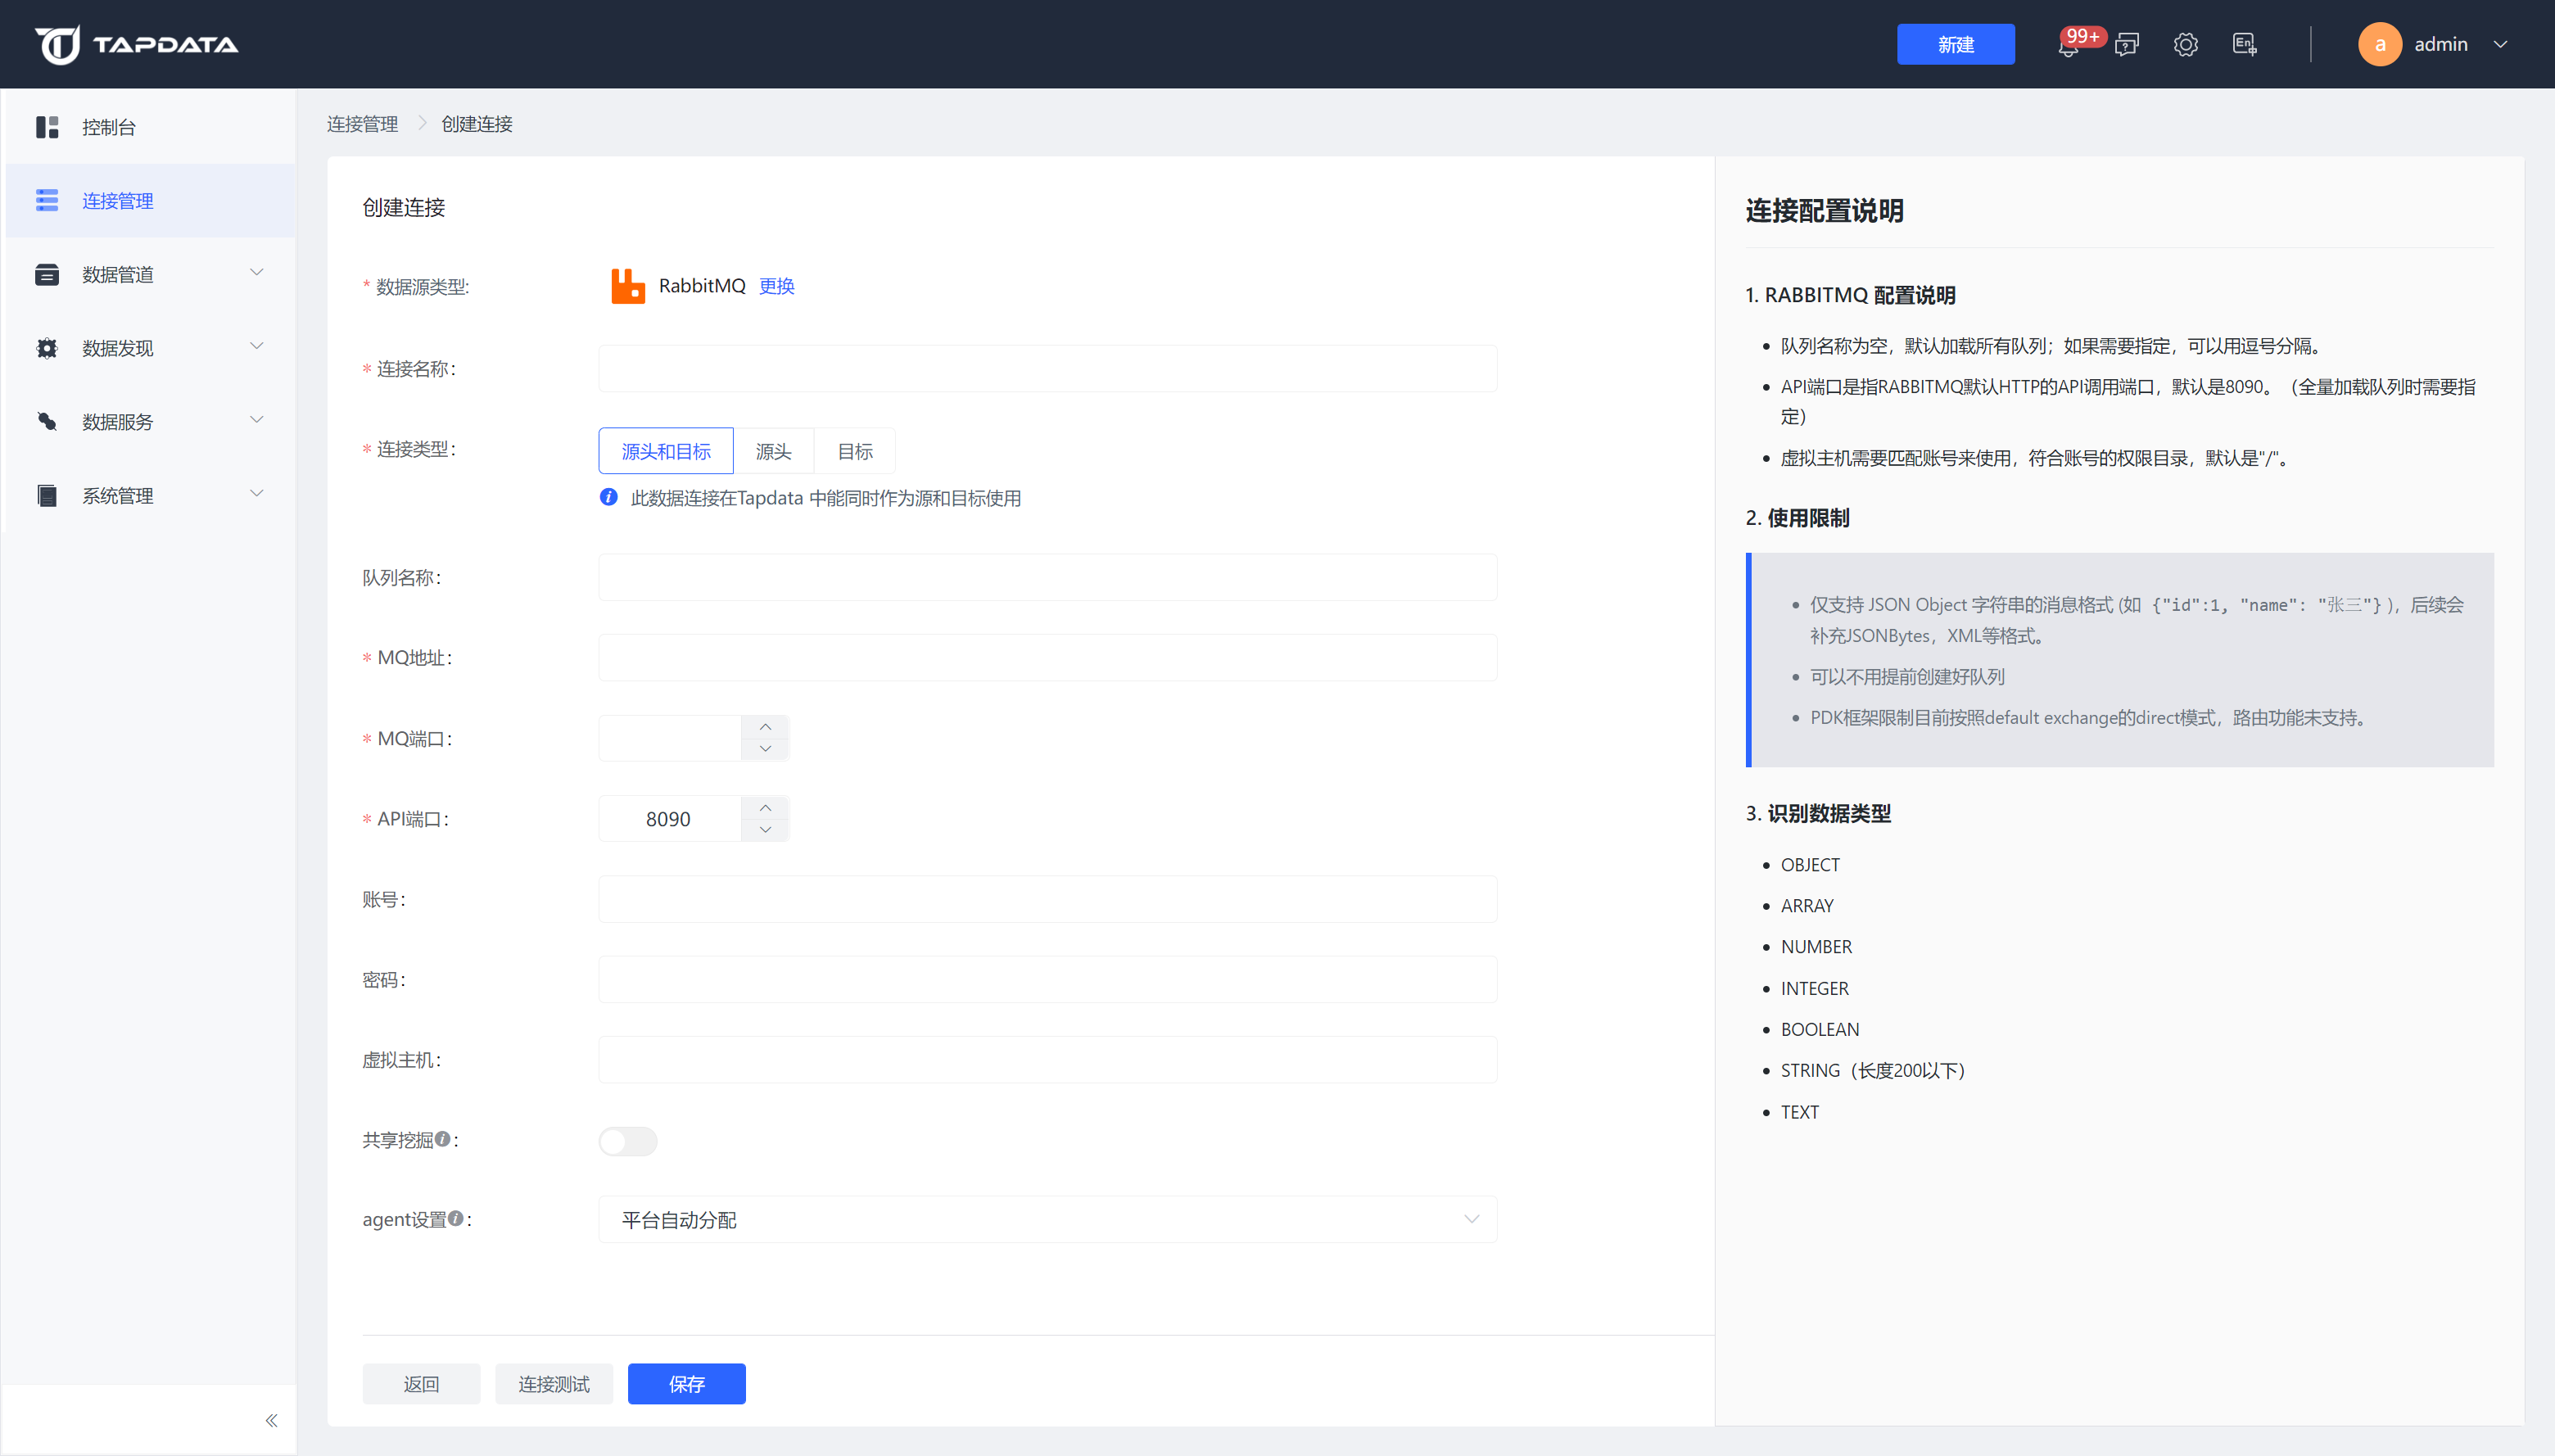 TAPDATA
新建
99+
En
a
admin
控制台
连接管理
数据管道
数据发现
数据服务
系统管理
连接管理
创建连接
创建连接
* 数据源类型:
RabbitMQ 更换
* 连接名称:
* 连接类型:
源头和目标
源头
目标
此数据连接在Tapdata 中能同时作为源和目标使用
队列名称:
* MQ地址:
* MQ端口:
* API端口:
8090
账号:
密码:
虚拟主机:
共享挖掘:
agent设置:
平台自动分配
返回
连接测试
保存
连接配置说明
1. RABBITMQ 配置说明
• 队列名称为空，默认加载所有队列；如果需要指定，可以用逗号分隔。
• API端口是指RABBITMQ默认HTTP的API调用端口，默认是8090。（全量加载队列时需要指
定）
• 虚拟主机需要匹配账号来使用，符合账号的权限目录，默认是"/"。
2. 使用限制
• 仅支持 JSON Object 字符串的消息格式 (如 {"id":1, "name": "张三"} )，后续会
补充JSONBytes，XML等格式。
• 可以不用提前创建好队列
• PDK框架限制目前按照default exchange的direct模式，路由功能未支持。
3. 识别数据类型
• OBJECT
• ARRAY
• NUMBER
• INTEGER
• BOOLEAN
• STRING（长度200以下）
• TEXT